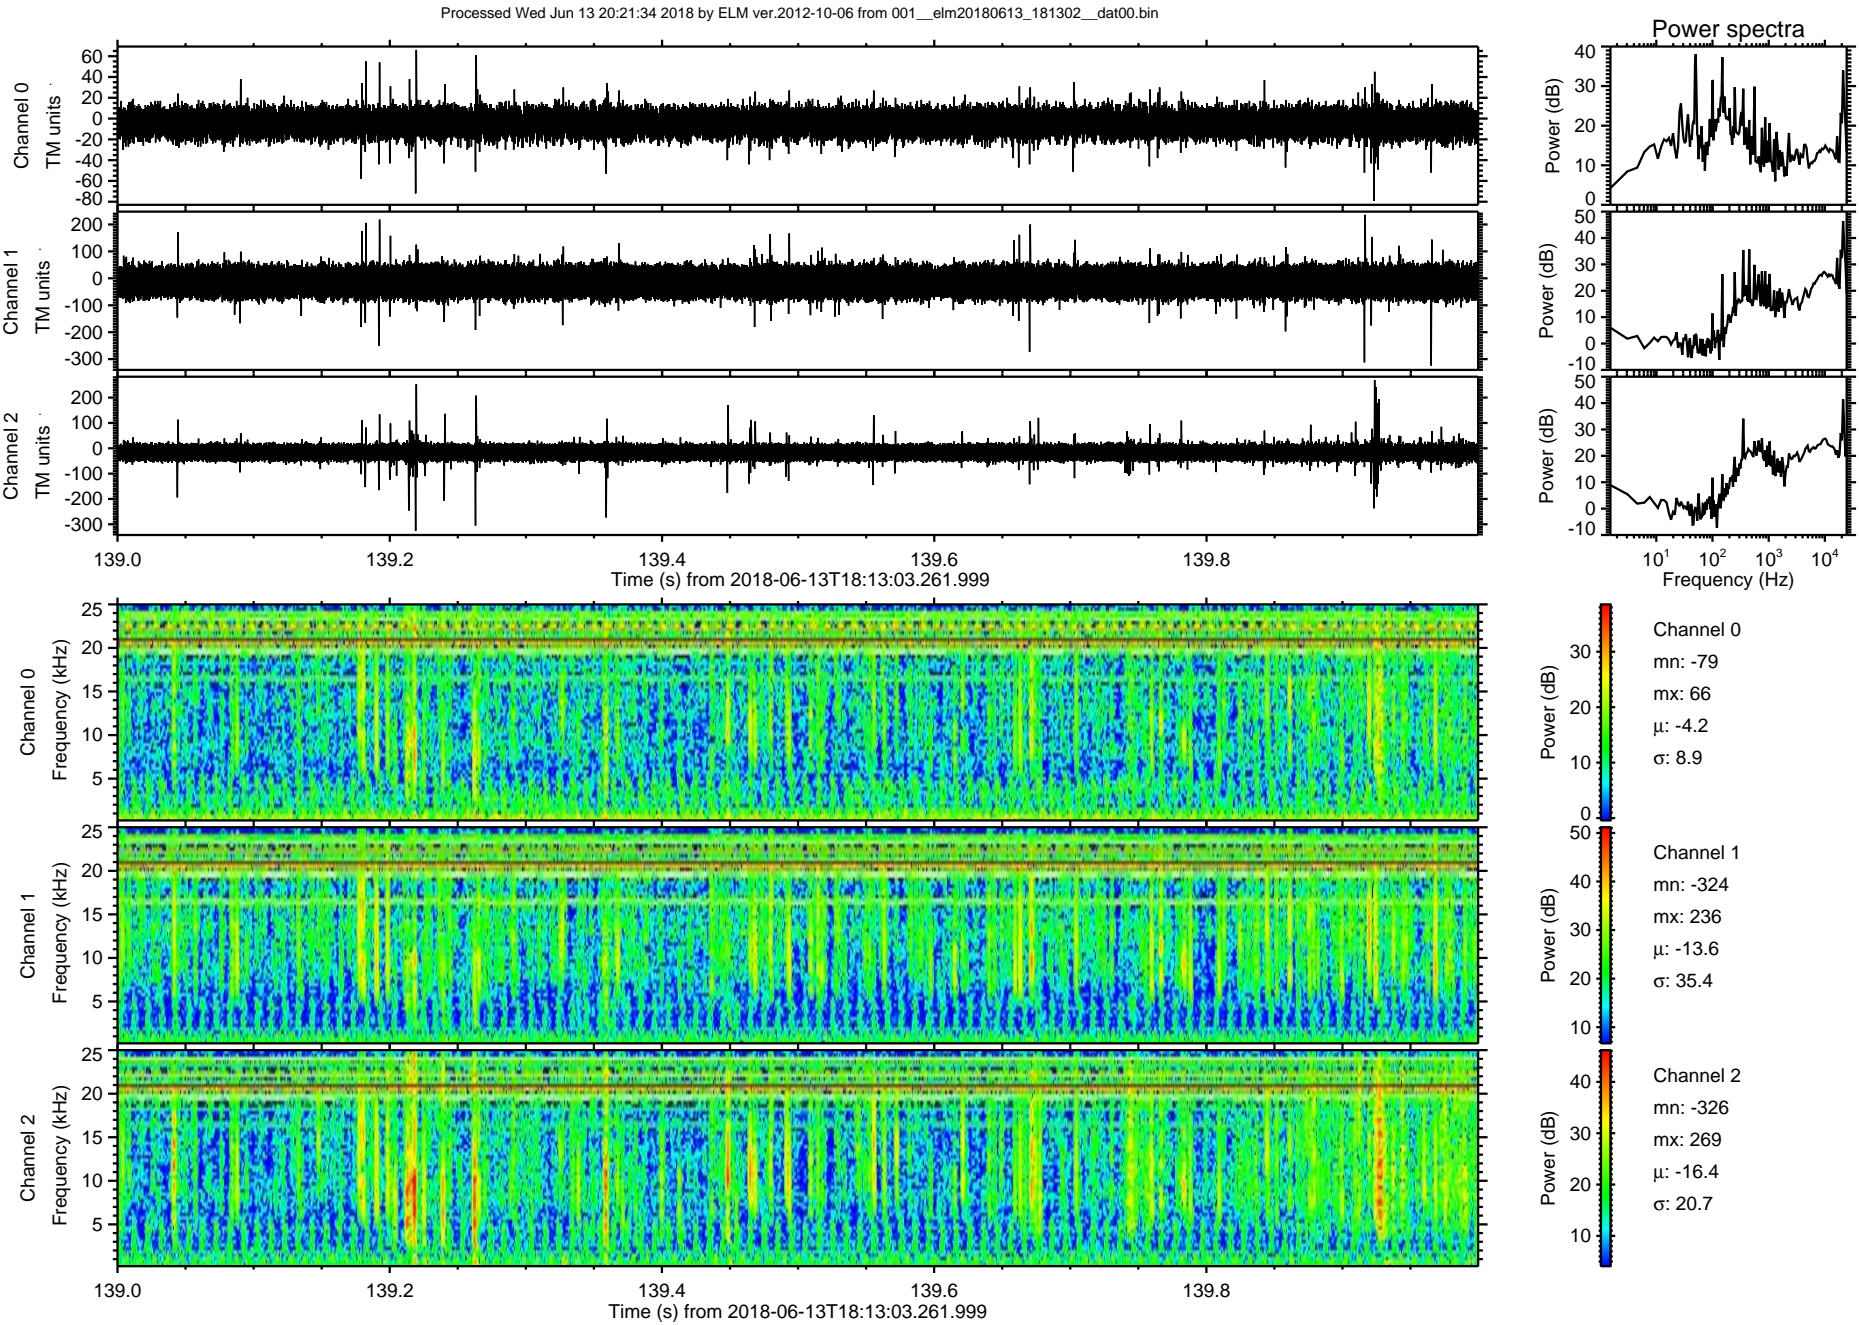 Processed Wed Jun 13 20:21:34 2018 by ELM ver.2012-10-06 from 001__elm20180613_181302__dat00.bin
Power spectra
Channel 0
TM units
60
40
20
0
-20
-40
-60
-80
Power (dB)
40
30
20
10
0
Channel 1
TM units
200
100
0
-100
-200
-300
Power (dB)
50
40
30
20
10
0
-10
Channel 2
TM units
200
100
0
-100
-200
-300
Power (dB)
50
40
30
20
10
0
-10
139.0 139.2 139.4 139.6 139.8
Time (s) from 2018-06-13T18:13:03.261.999
10¹ 10² 10³ 10⁴
Frequency (Hz)
Channel 0
Frequency (kHz)
25
20
15
10
5
Power (dB)
30
20
10
0
Channel 0
mn: -79
mx: 66
μ: -4.2
σ: 8.9
Channel 1
Frequency (kHz)
25
20
15
10
5
Power (dB)
50
40
30
20
10
Channel 1
mn: -324
mx: 236
μ: -13.6
σ: 35.4
Channel 2
Frequency (kHz)
25
20
15
10
5
Power (dB)
40
30
20
10
Channel 2
mn: -326
mx: 269
μ: -16.4
σ: 20.7
139.0 139.2 139.4 139.6 139.8
Time (s) from 2018-06-13T18:13:03.261.999